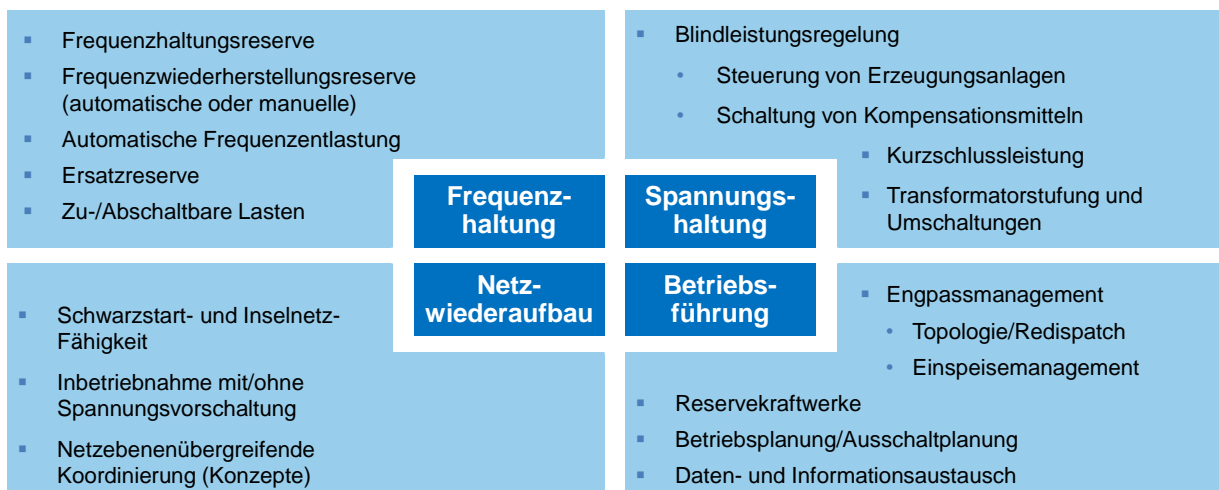 Frequenzhaltungsreserve
Frequenzwiederherstellungsreserve
(automatische oder manuelle)
Automatische Frequenzentlastung
Ersatzreserve
Zu-/Abschaltbare Lasten
Frequenz-
haltung
Blindleistungsregelung
Steuerung von Erzeugungsanlagen
Schaltung von Kompensationsmitteln
Kurzschlussleistung
Transformatorstufung und
Umschaltungen
Spannungs-
haltung
Netz-
wiederaufbau
Schwarzstart- und Inselnetz-
Fähigkeit
Inbetriebnahme mit/ohne
Spannungsvorschaltung
Netzebenenübergreifende
Koordinierung (Konzepte)
Betriebs-
führung
Engpassmanagement
Topologie/Redispatch
Einspeisemanagement
Reservekraftwerke
Betriebsplanung/Ausschaltplanung
Daten- und Informationsaustausch